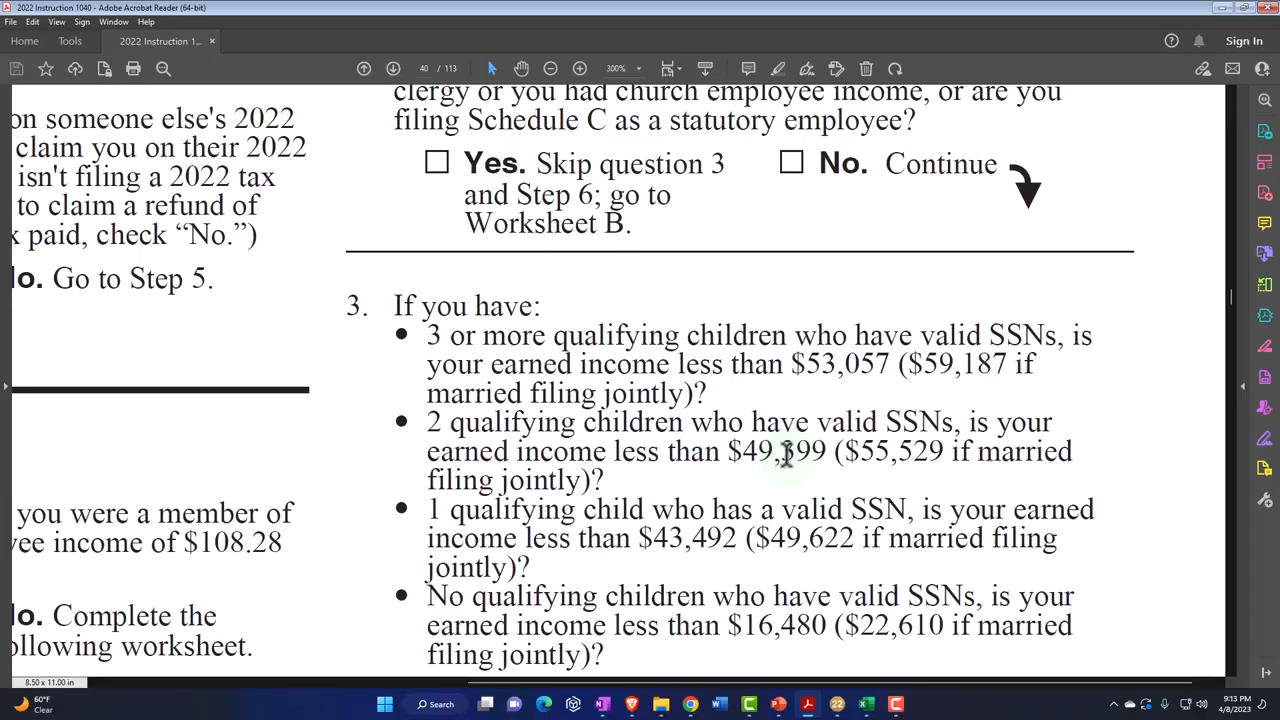 2022 Instruction 1040 - Adobe Acrobat Reader (64-bit)
File Edit View Sign Window Help
Home Tools 2022 Instruction 1... × Sign In
40 / 113 300%
clergy or you had church employee income, or are you
filing Schedule C as a statutory employee?
Yes. Skip question 3
and Step 6; go to
Worksheet B.
No. Continue
on someone else's 2022
claim you on their 2022
isn't filing a 2022 tax
to claim a refund of
x paid, check “No.”)
lo. Go to Step 5.
you were a member of
ee income of $108.28
lo. Complete the
ollowing worksheet.
3. If you have:
• 3 or more qualifying children who have valid SSNs, is
your earned income less than $53,057 ($59,187 if
married filing jointly)?
• 2 qualifying children who have valid SSNs, is your
earned income less than $49,399 ($55,529 if married
filing jointly)?
• 1 qualifying child who has a valid SSN, is your earned
income less than $43,492 ($49,622 if married filing
jointly)?
• No qualifying children who have valid SSNs, is your
earned income less than $16,480 ($22,610 if married
filing jointly)?
8.50 x 11.00 in
60°F
Clear
Search
22
9:13 PM
4/8/2023